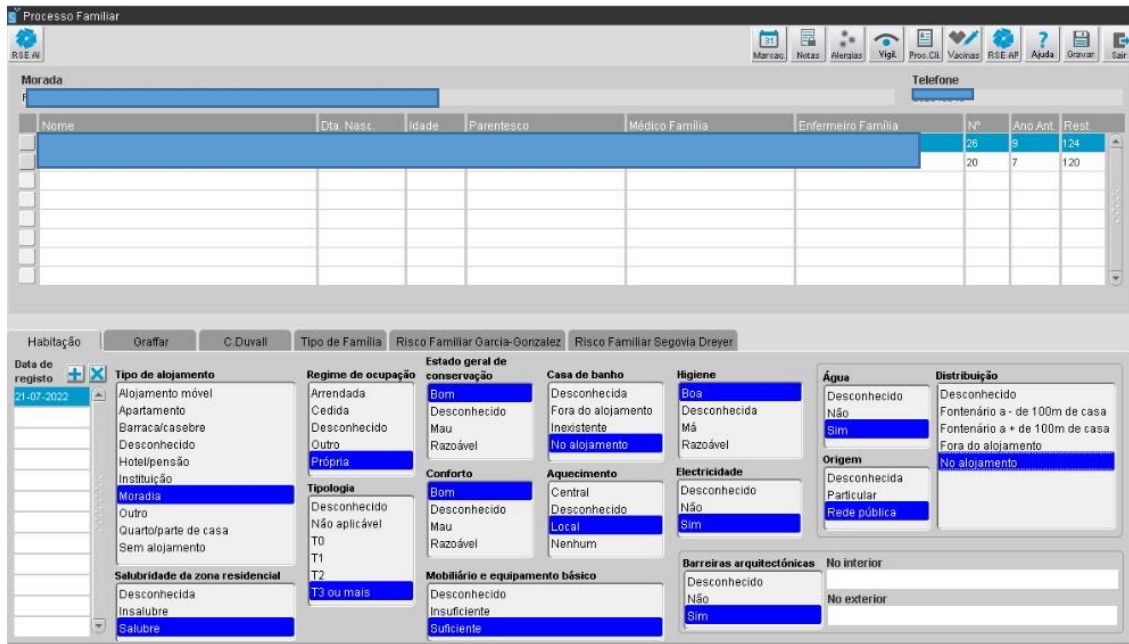 Processo Familiar
RSE AI
31
Marcac. Notas Alergias Vigil. Proc.Cli. Vacinas RSE AP Ajuda Gravar Sair
Morada Telefone
Nome Dta. Nasc. Idade Parentesco Médico Família Enfermeiro Família Nº Ano Ant. Rest.
26 9 124
20 7 120
Habitação Graffar C.Duvall Tipo de Família Risco Familiar Garcia-Gonzalez Risco Familiar Segovia Dreyer
Data de registo
21-07-2022
Tipo de alojamento
Alojamento móvel
Apartamento
Barraca/casebre
Desconhecido
Hotel/pensão
Instituição
Moradia
Outro
Quarto/parte de casa
Sem alojamento
Salubridade da zona residencial
Desconhecida
Insalubre
Salubre
Regime de ocupação
Arrendada
Cedida
Desconhecido
Outro
Própria
Tipologia
Desconhecido
Não aplicável
T0
T1
T2
T3 ou mais
Estado geral de
conservação
Bom
Desconhecido
Mau
Razoável
Conforto
Bom
Desconhecido
Mau
Razoável
Mobiliário e equipamento básico
Desconhecido
Insuficiente
Suficiente
Casa de banho
Desconhecida
Fora do alojamento
Inexistente
No alojamento
Aquecimento
Central
Desconhecido
Local
Nenhum
Higiene
Boa
Desconhecida
Má
Razoável
Electricidade
Desconhecido
Não
Sim
Barreiras arquitectónicas
Desconhecido
Não
Sim
No interior
No exterior
Água
Desconhecido
Não
Sim
Origem
Desconhecida
Particular
Rede pública
Distribuição
Desconhecido
Fontenário a - de 100m de casa
Fontenário a + de 100m de casa
Fora do alojamento
No alojamento